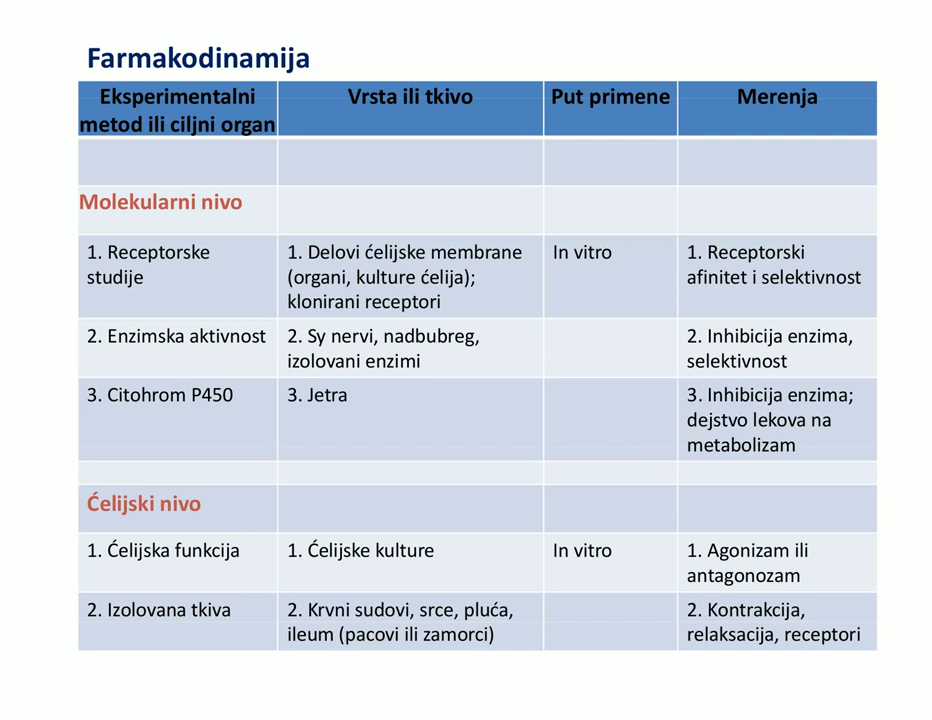 Farmakodinamija
Eksperimentalni
metod ili ciljni organ
Vrsta ili tkivo
Put primene
Merenja
Molekularni nivo
1. Receptorske
studije
1. Delovi ćelijske membrane
(organi, kulture ćelija);
klonirani receptori
In vitro
1. Receptorski
afinitet i selektivnost
2. Enzimska aktivnost
2. Sy nervi, nadbubreg,
izolovani enzimi
2. Inhibicija enzima,
selektivnost
3. Citohrom P450
3. Jetra
3. Inhibicija enzima;
dejstvo lekova na
metabolizam
Ćelijski nivo
1. Ćelijska funkcija
1. Ćelijske kulture
In vitro
1. Agonizam ili
antagonozam
2. Izolovana tkiva
2. Krvni sudovi, srce, pluća,
ileum (pacovi ili zamorci)
2. Kontrakcija,
relaksacija, receptori